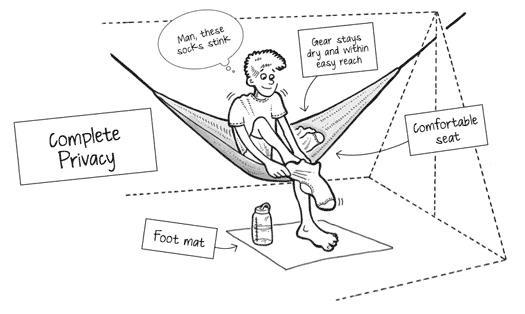 Man, these
socks stink
Gear stays
dry and within
easy reach
Complete
Privacy
Comfortable
seat
Foot mat